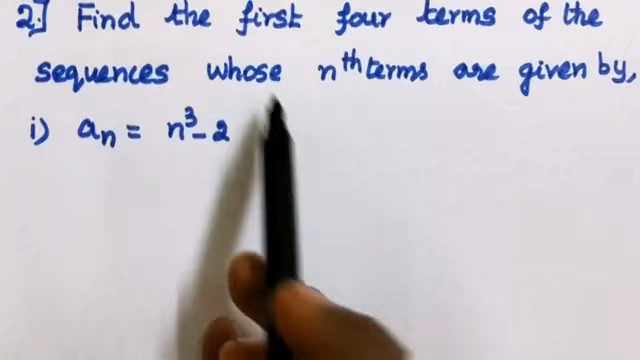 2.] Find the first four terms of the
sequences whose nth terms are given by,
i) an = n³ - 2